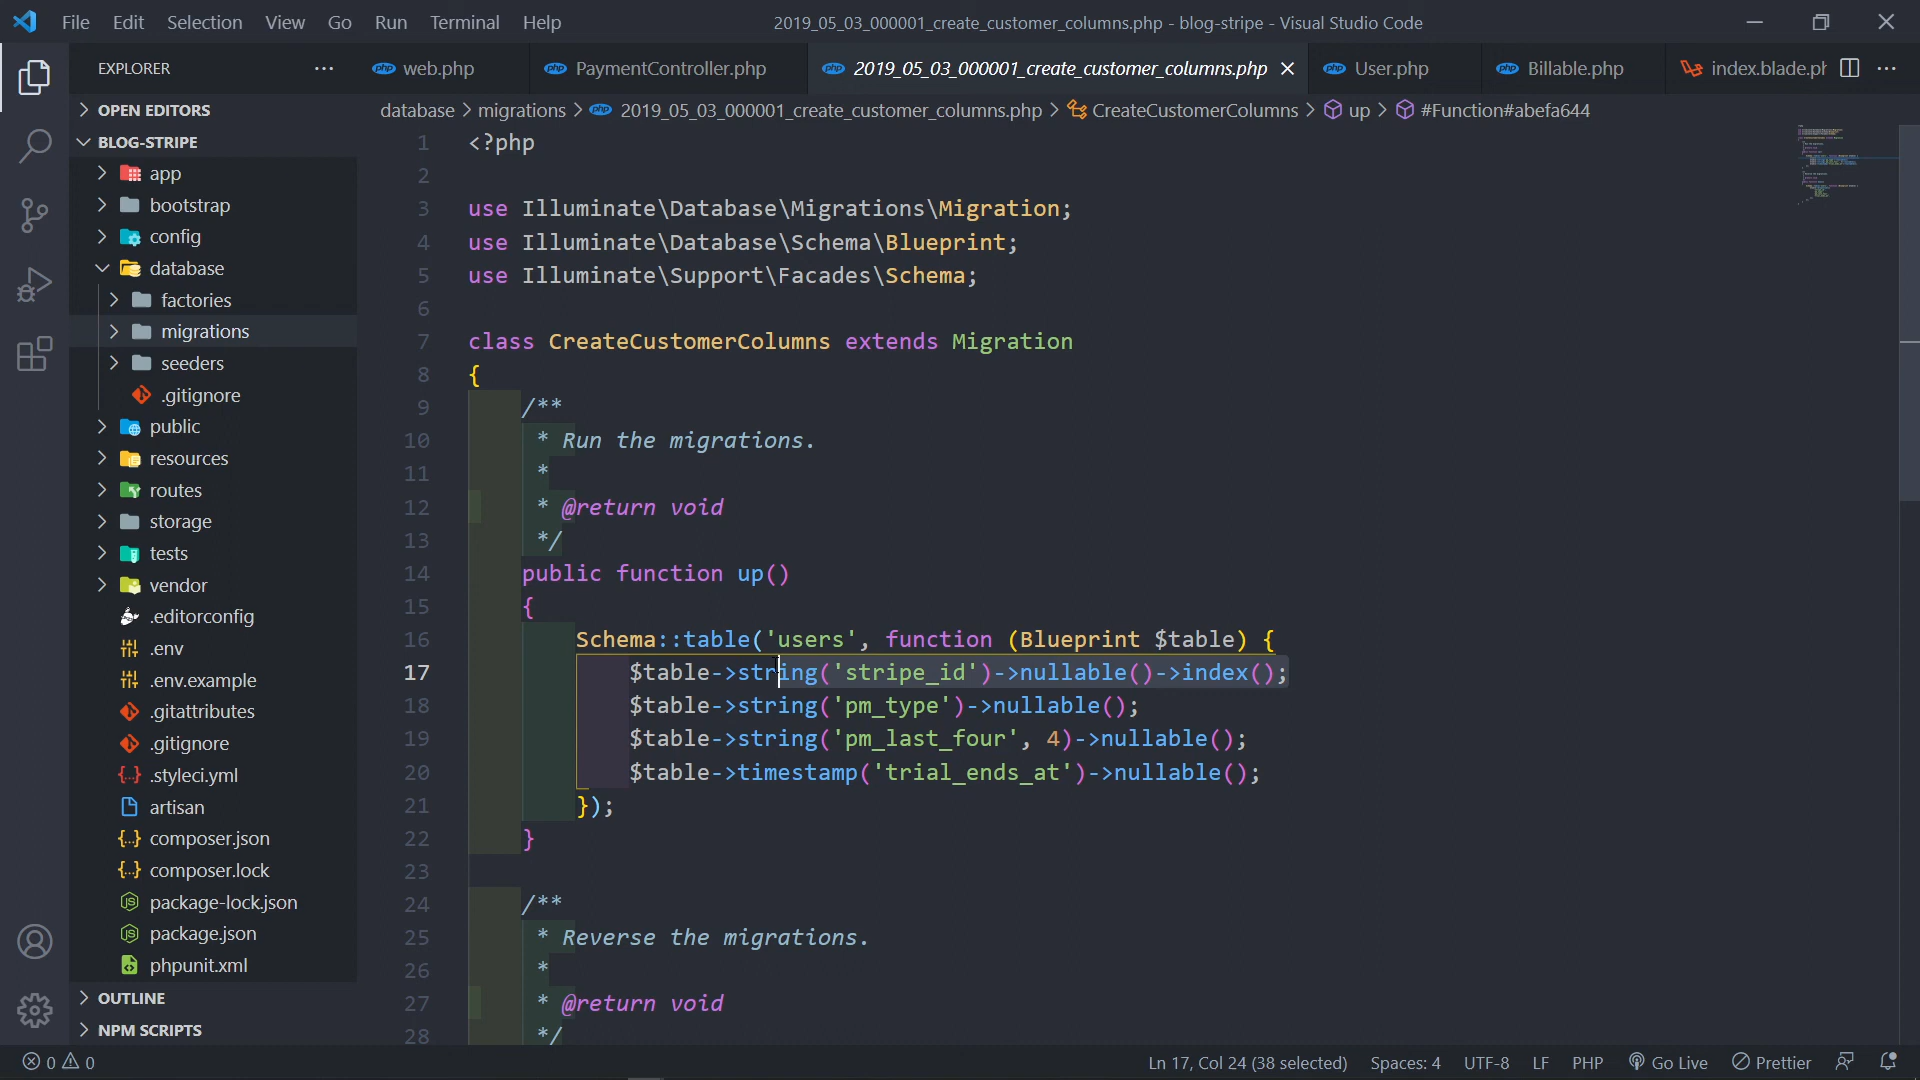 File Edit Selection View Go Run Terminal Help
2019_05_03_000001_create_customer_columns.php - blog-stripe - Visual Studio Code
EXPLORER
web.php
PaymentController.php
2019_05_03_000001_create_customer_columns.php
User.php
Billable.php
index.blade.ph
OPEN EDITORS
BLOG-STRIPE
app
bootstrap
config
database
factories
migrations
seeders
.gitignore
public
resources
routes
storage
tests
vendor
.editorconfig
.env
.env.example
.gitattributes
.gitignore
.styleci.yml
artisan
composer.json
composer.lock
package-lock.json
package.json
phpunit.xml
OUTLINE
NPM SCRIPTS
database > migrations > 2019_05_03_000001_create_customer_columns.php > CreateCustomerColumns > up > #Function#abefa644
1 <?php
2
3 use Illuminate\Database\Migrations\Migration;
4 use Illuminate\Database\Schema\Blueprint;
5 use Illuminate\Support\Facades\Schema;
6
7 class CreateCustomerColumns extends Migration
8 {
9 /**
10 * Run the migrations.
11 *
12 * @return void
13 */
14 public function up()
15 {
16 Schema::table('users', function (Blueprint $table) {
17 $table->string('stripe_id')->nullable()->index();
18 $table->string('pm_type')->nullable();
19 $table->string('pm_last_four', 4)->nullable();
20 $table->timestamp('trial_ends_at')->nullable();
21 });
22 }
23
24 /**
25 * Reverse the migrations.
26 *
27 * @return void
28 */
0 0
Ln 17, Col 24 (38 selected) Spaces: 4 UTF-8 LF PHP Go Live Prettier